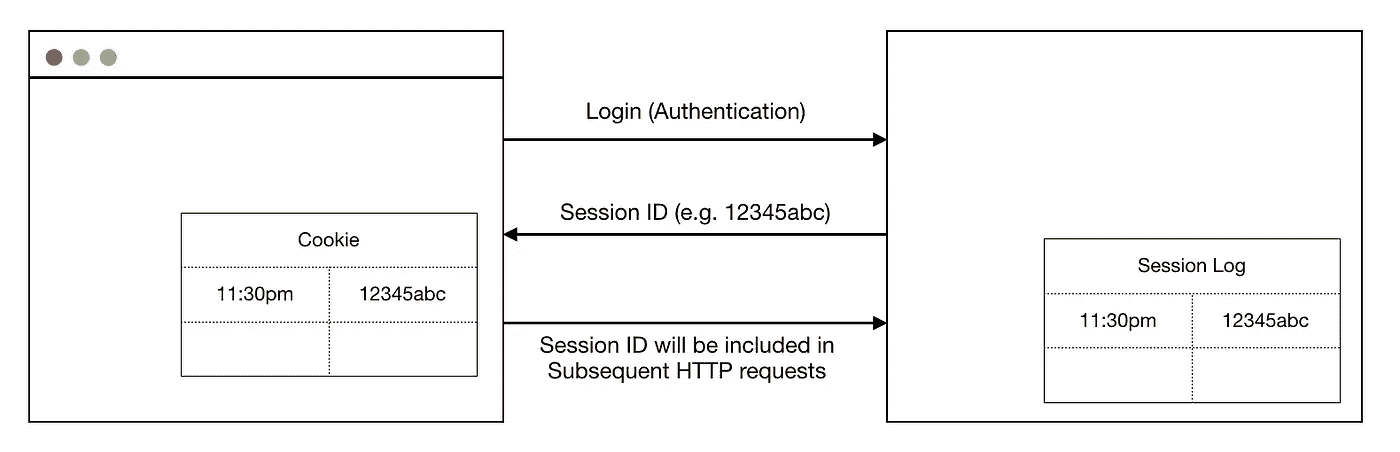 Login (Authentication)
Session ID (e.g. 12345abc)
Cookie
11:30pm 12345abc
Session ID will be included in
Subsequent HTTP requests
Session Log
11:30pm 12345abc